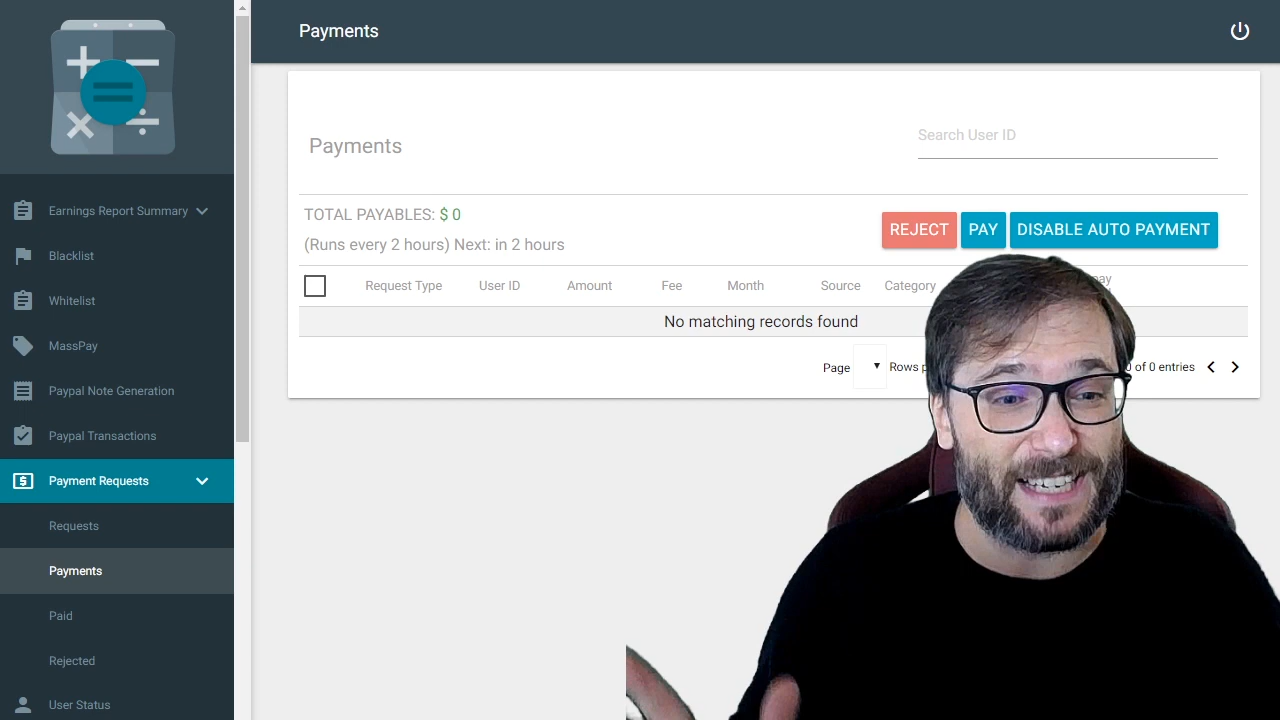 Payments
Earnings Report Summary
Blacklist
Whitelist
MassPay
Paypal Note Generation
Paypal Transactions
Payment Requests
Requests
Payments
Paid
Rejected
User Status
Payments
Search User ID
TOTAL PAYABLES: $ 0
(Runs every 2 hours) Next: in 2 hours
REJECT PAY DISABLE AUTO PAYMENT
Request Type User ID Amount Fee Month Source Category
No matching records found
Page Rows of 0 entries